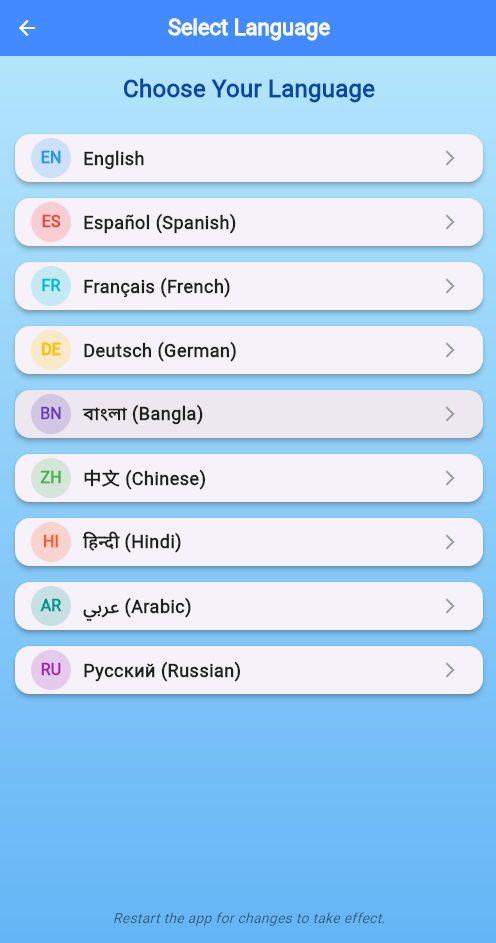 Select Language
Choose Your Language
EN English
ES Español (Spanish)
FR Français (French)
DE Deutsch (German)
BN বাংলা (Bangla)
ZH 中文 (Chinese)
HI हिन्दी (Hindi)
AR عربي (Arabic)
RU Русский (Russian)
Restart the app for changes to take effect.